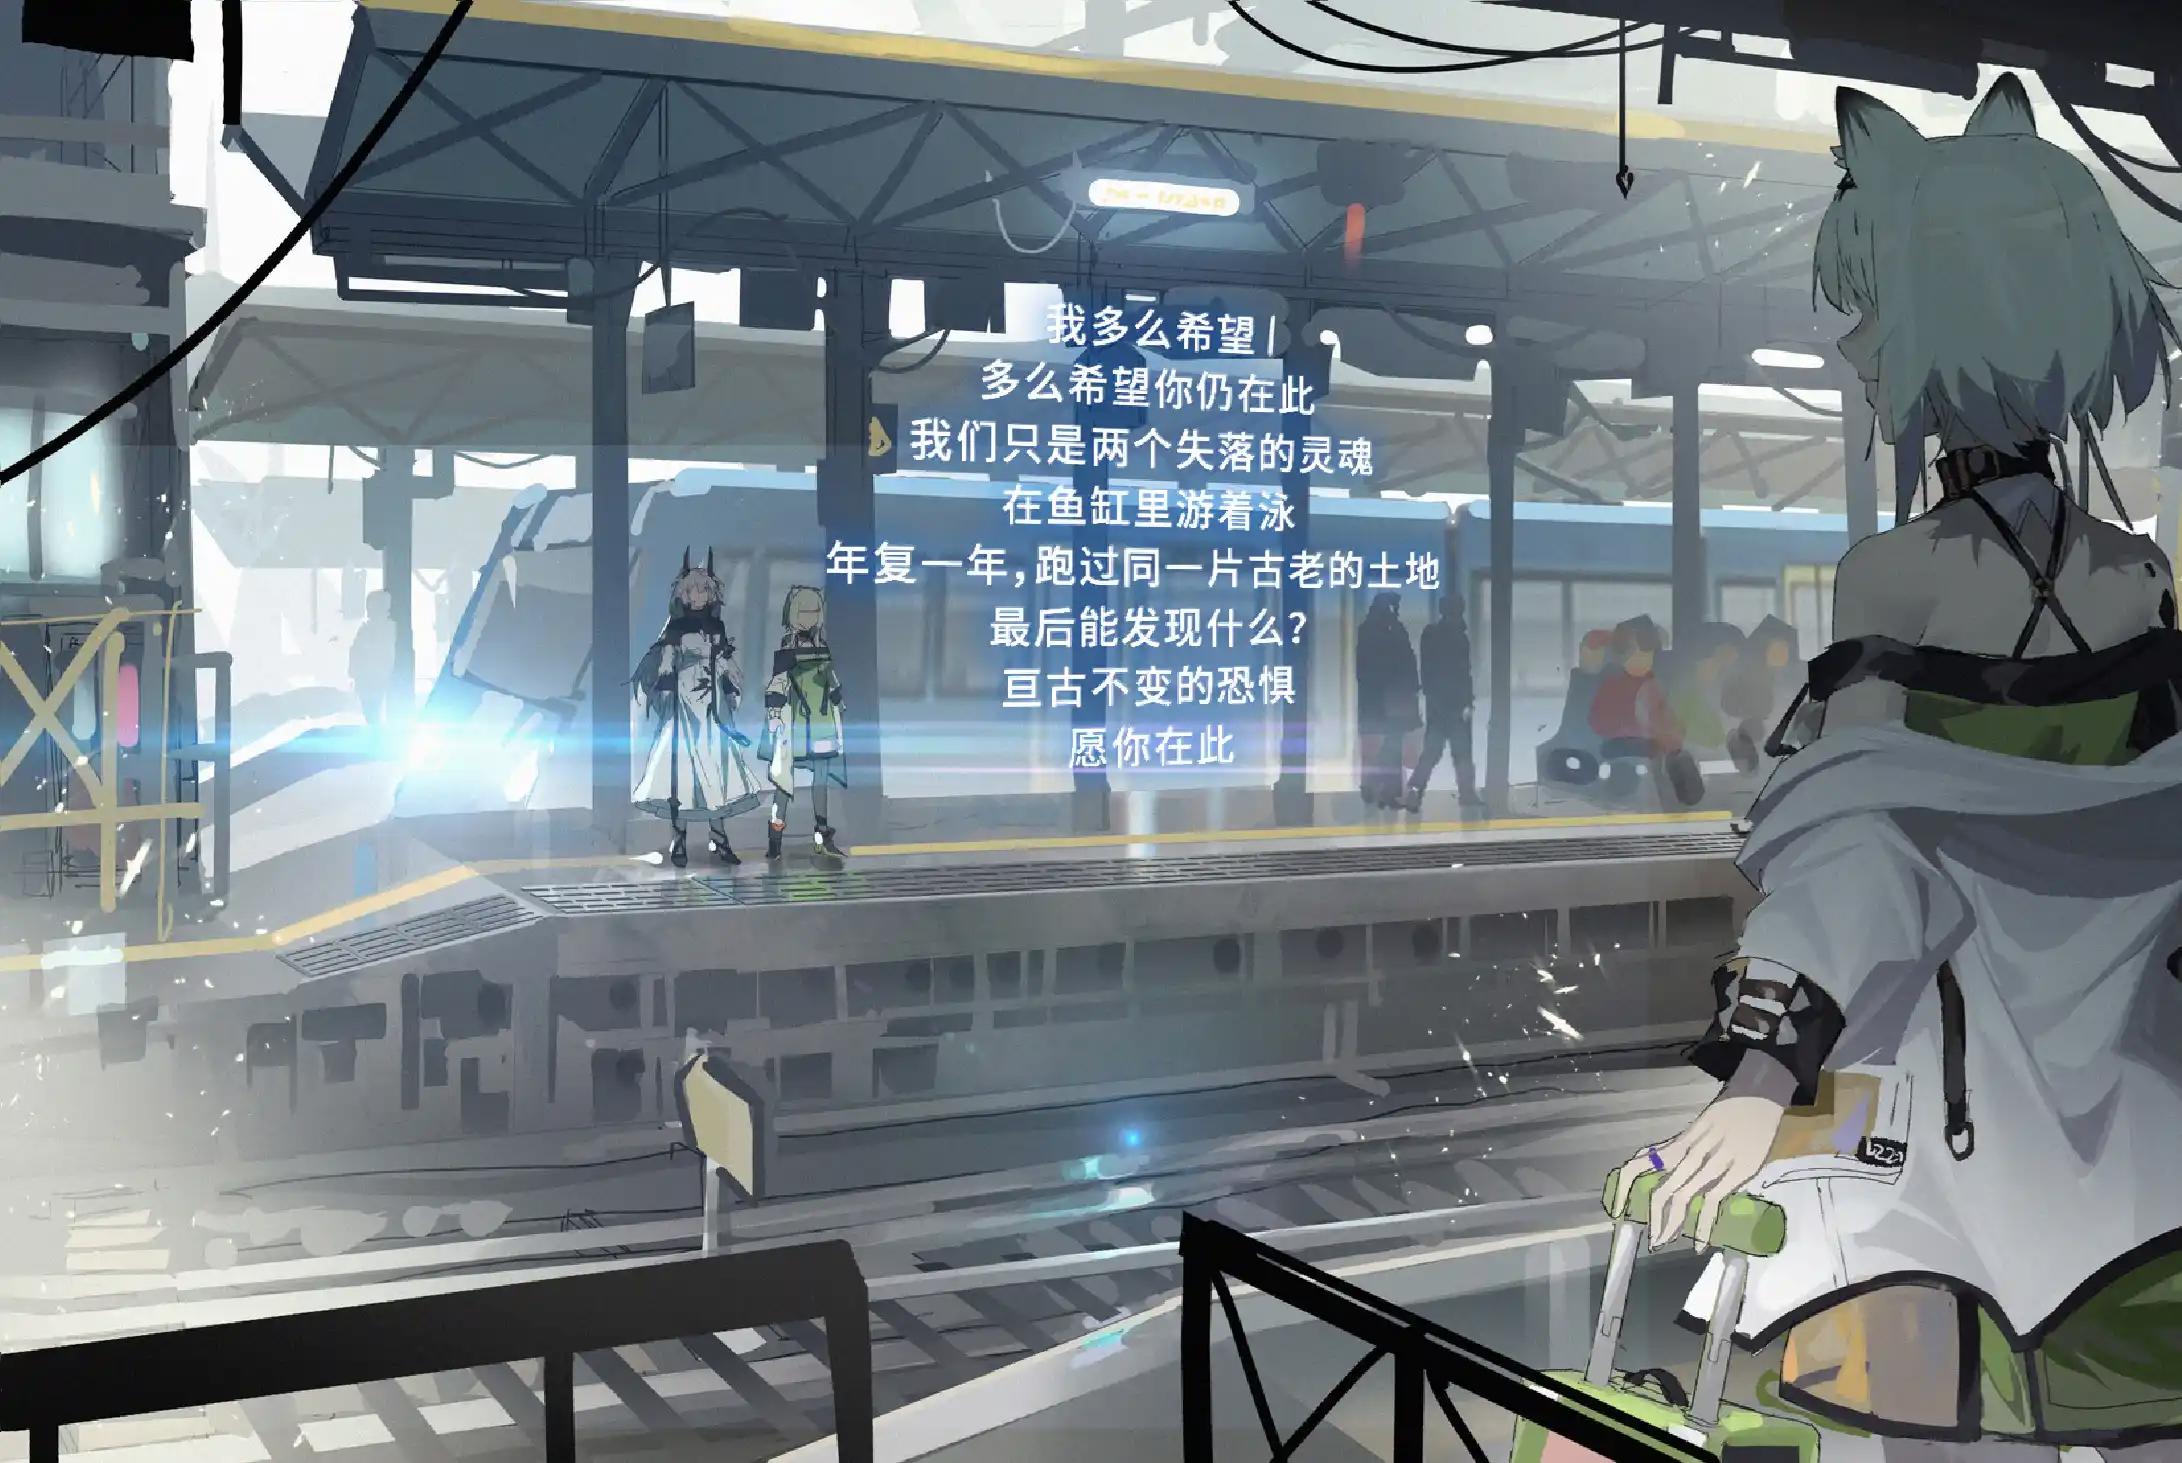 我多么希望|
多么希望你仍在此
我们只是两个失落的灵魂
在鱼缸里游着泳
年复一年，跑过同一片古老的土地
最后能发现什么？
亘古不变的恐惧
愿你在此